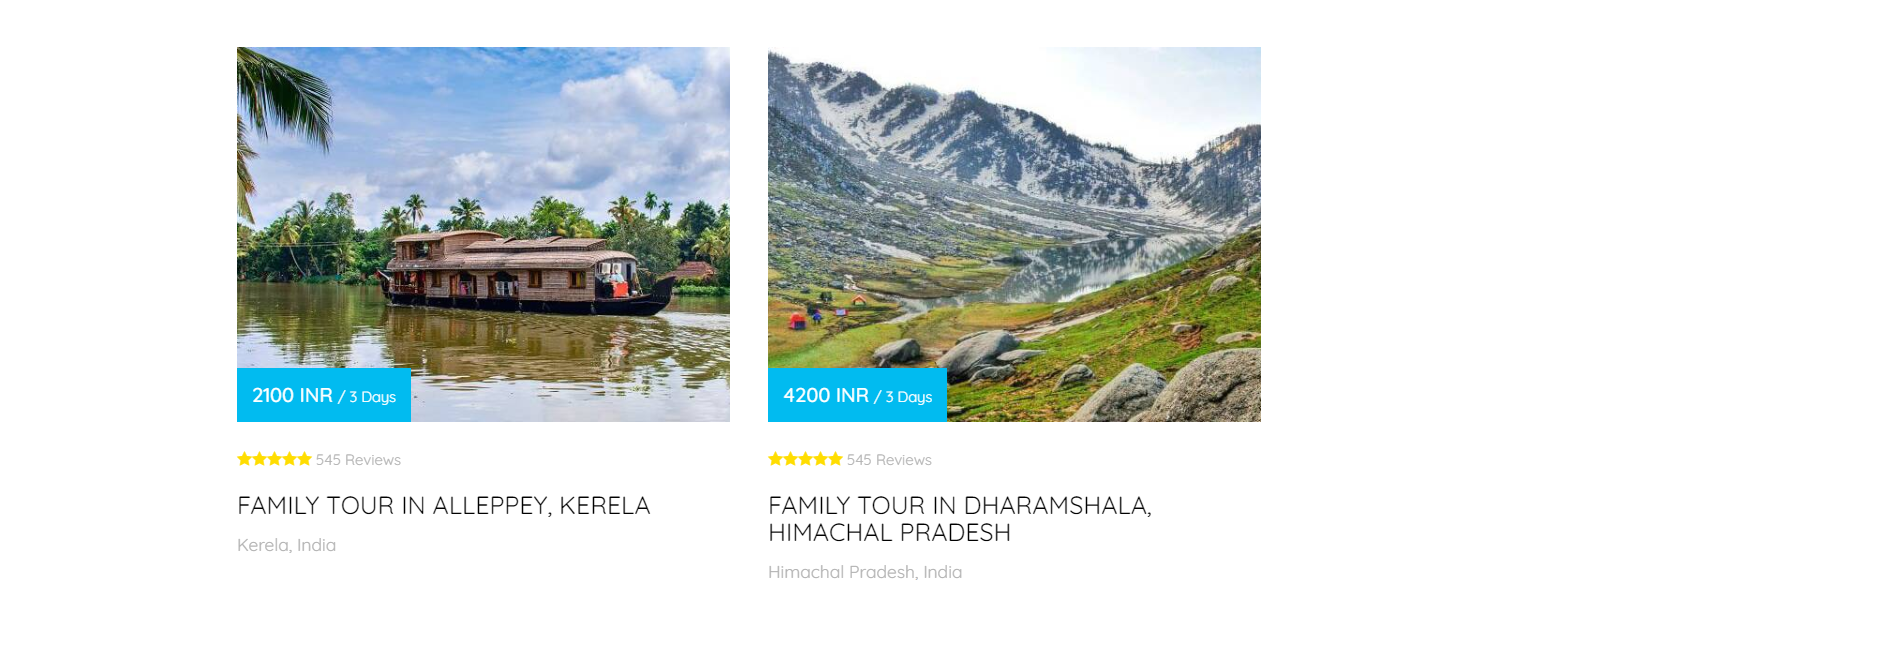 2100 INR / 3 Days
545 Reviews
FAMILY TOUR IN ALLEPPEY, KERELA
Kerela, India
4200 INR / 3 Days
545 Reviews
FAMILY TOUR IN DHARAMSHALA,
HIMACHAL PRADESH
Himachal Pradesh, India